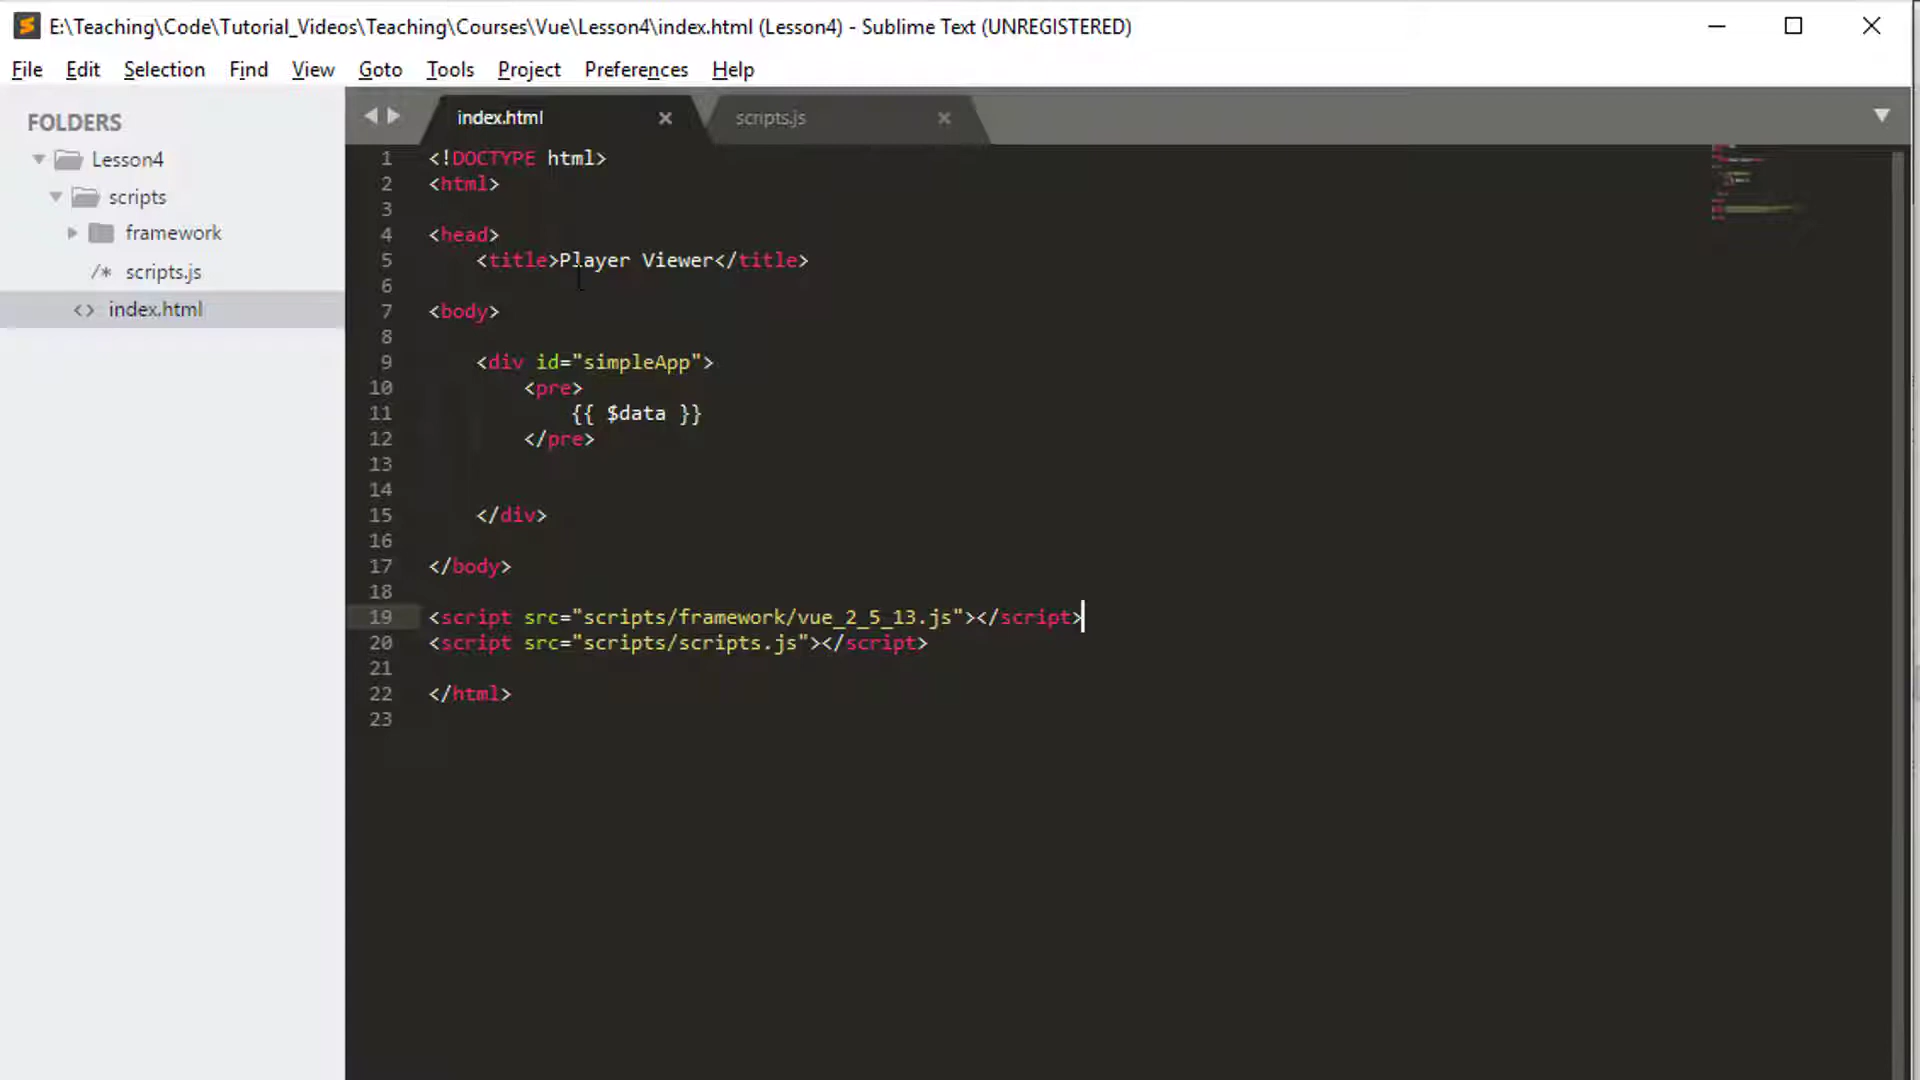 E:\Teaching\Code\Tutorial_Videos\Teaching\Courses\Vue\Lesson4\index.html (Lesson4) - Sublime Text (UNREGISTERED)
File Edit Selection Find View Goto Tools Project Preferences Help
FOLDERS
Lesson4
scripts
framework
/* scripts.js
<> index.html
index.html × scripts.js ×
1 <!DOCTYPE html>
2 <html>
3
4 <head>
5     <title>Player Viewer</title>
6
7 <body>
8
9     <div id="simpleApp">
10         <pre>
11             {{ $data }}
12         </pre>
13
14
15     </div>
16
17 </body>
18
19 <script src="scripts/framework/vue_2_5_13.js"></script>
20 <script src="scripts/scripts.js"></script>
21
22 </html>
23